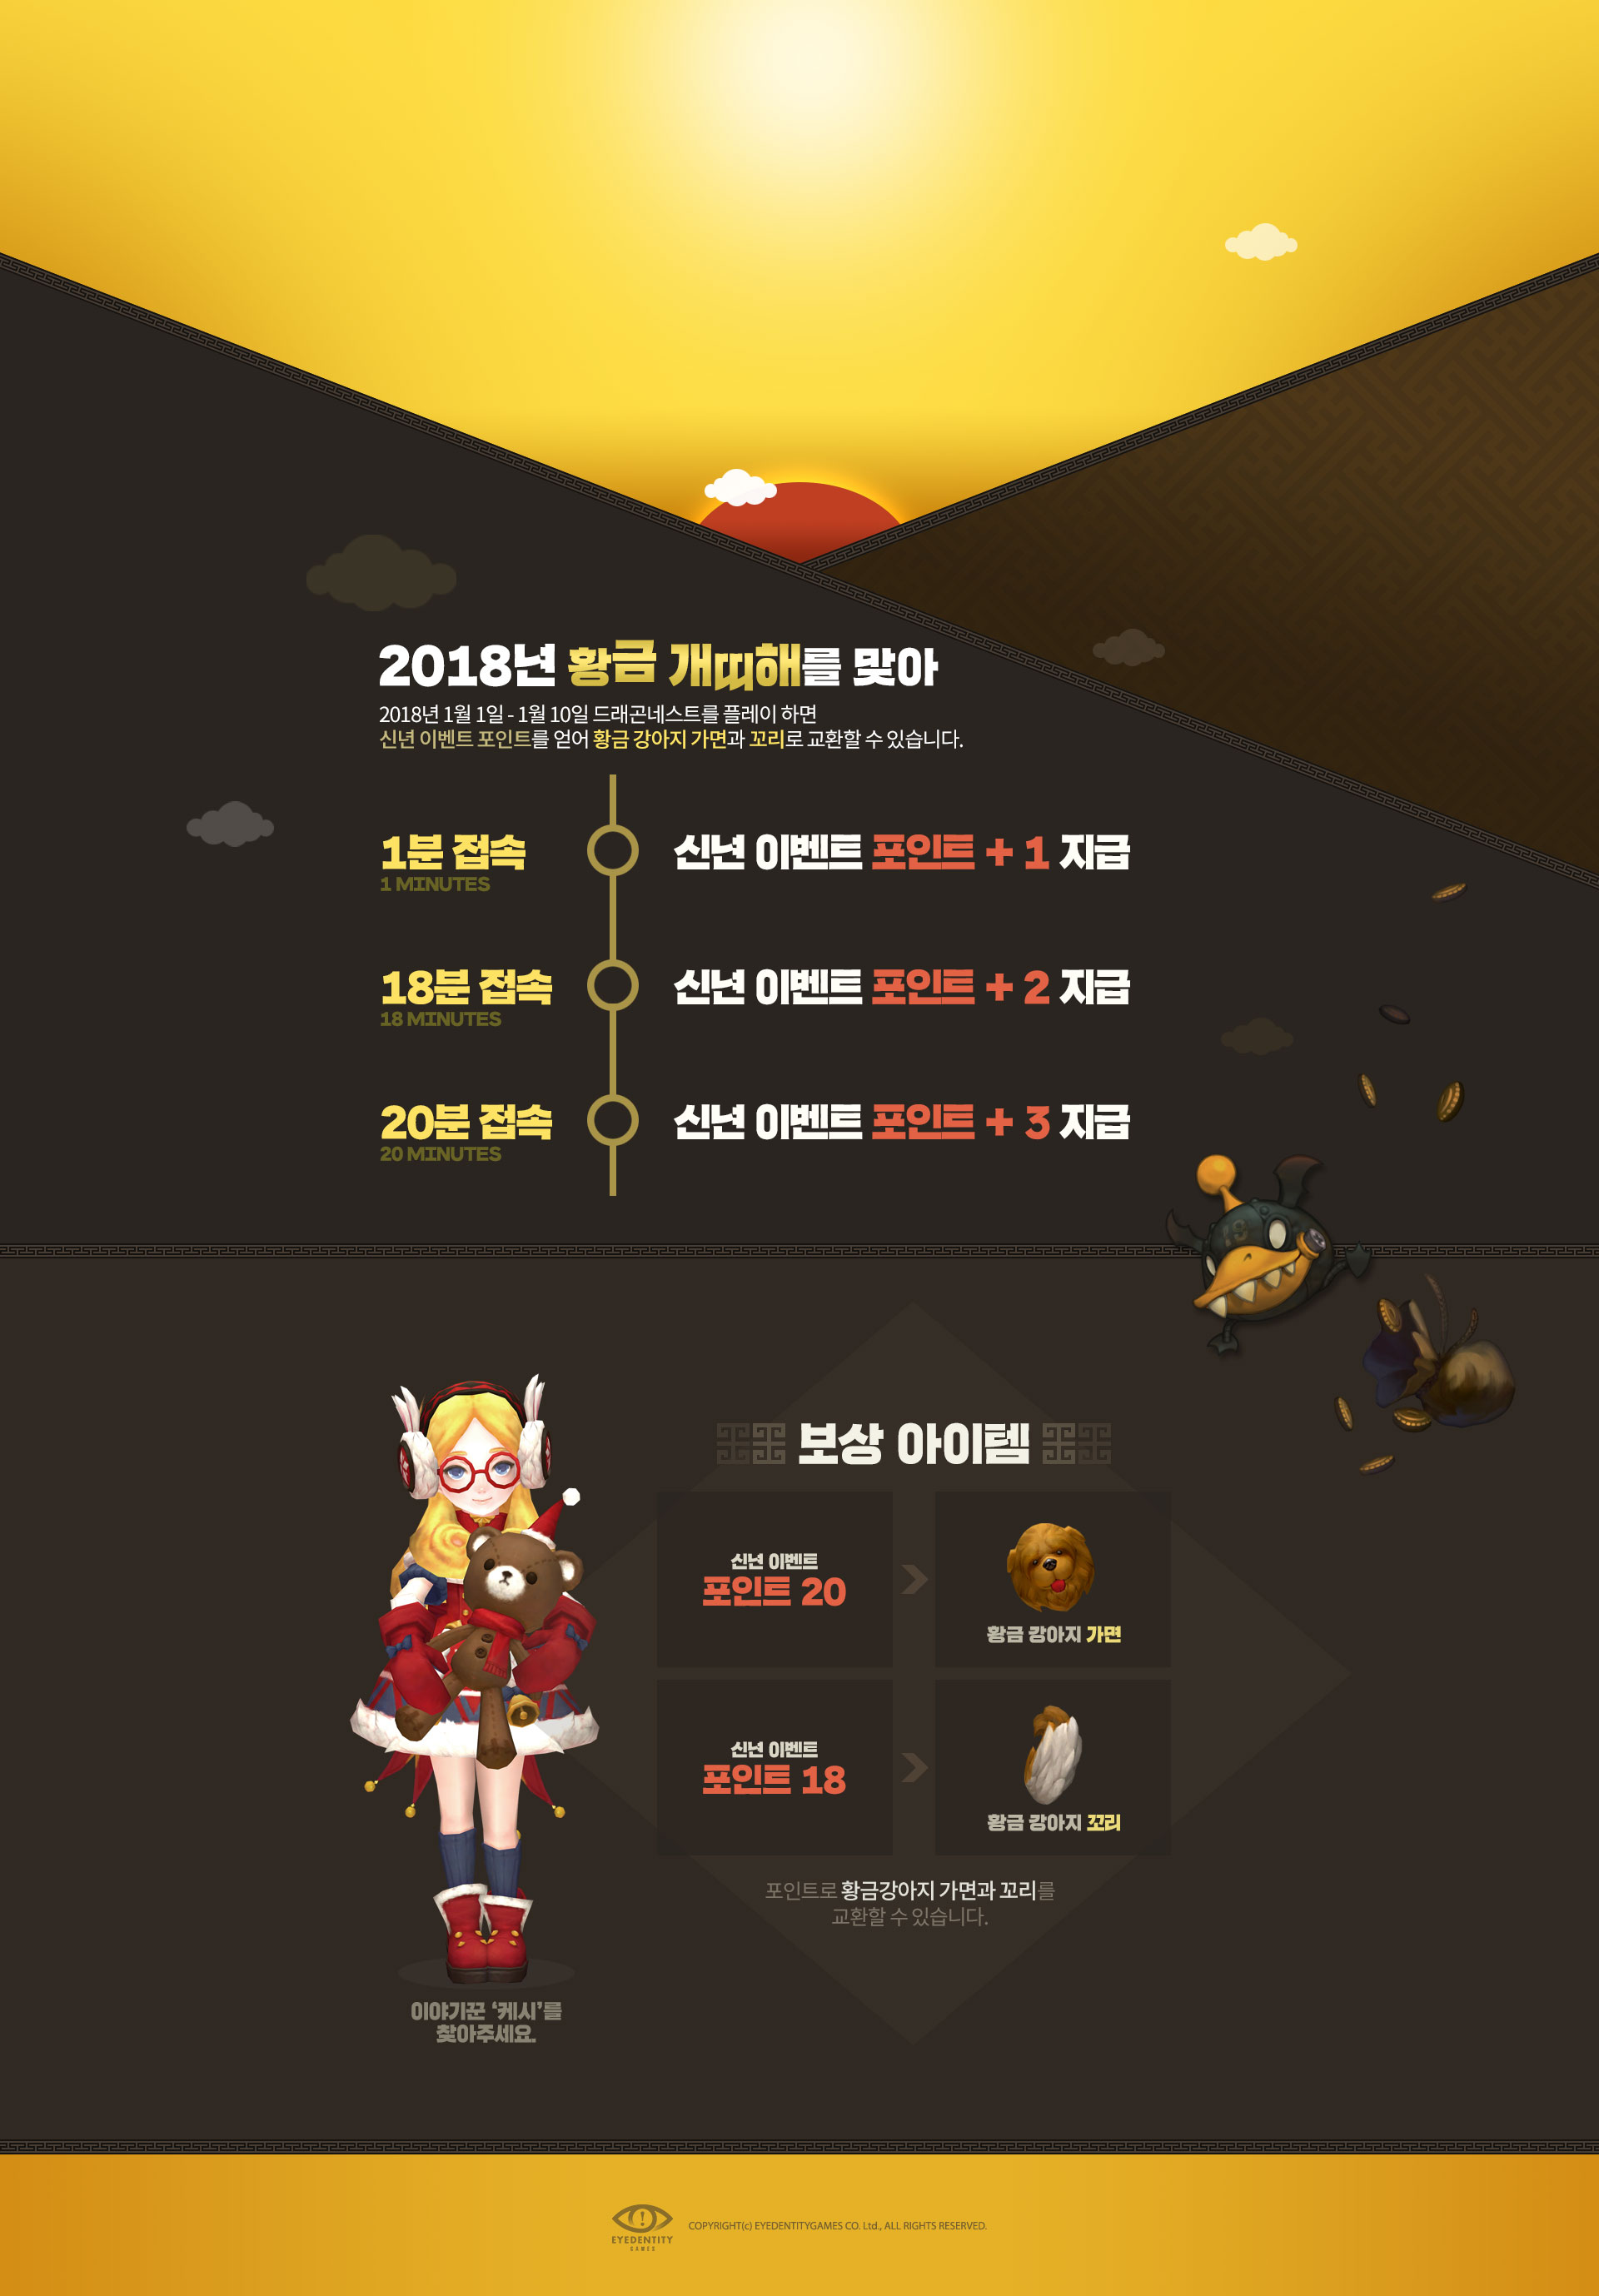 2018년 황금 개띠해를 맞아
2018년 1월 1일 - 1월 10일 드래곤네스트를 플레이 하면
신년 이벤트 포인트를 얻어 황금 강아지 가면과 꼬리로 교환할 수 있습니다.
1분 접속
1 MINUTES
신년 이벤트 포인트 + 1 지급
18분 접속
18 MINUTES
신년 이벤트 포인트 + 2 지급
20분 접속
20 MINUTES
신년 이벤트 포인트 + 3 지급
19
보상 아이템
신년 이벤트
포인트 20
황금 강아지 가면
신년 이벤트
포인트 18
황금 강아지 꼬리
포인트로 황금강아지 가면과 꼬리를
교환할 수 있습니다.
이야기꾼 ‘케시’를
찾아주세요.
EYEDENTITY
GAMES
COPYRIGHT(c) EYEDENTITYGAMES CO. Ltd., ALL RIGHTS RESERVED.